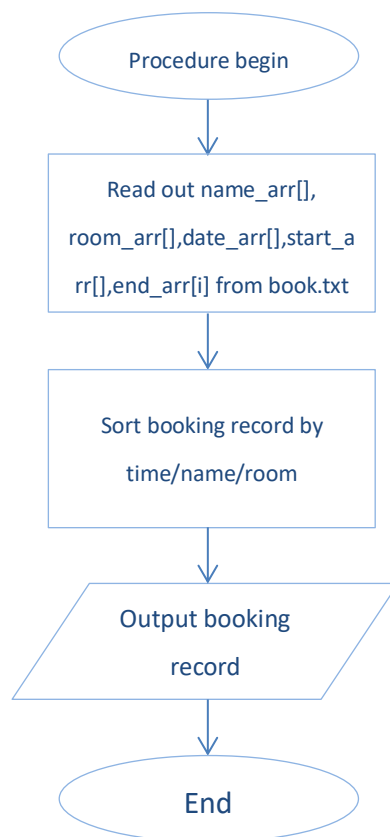 Procedure begin
Read out name_arr[],
room_arr[],date_arr[],start_a
rr[],end_arr[i] from book.txt
Sort booking record by
time/name/room
Output booking
record
End